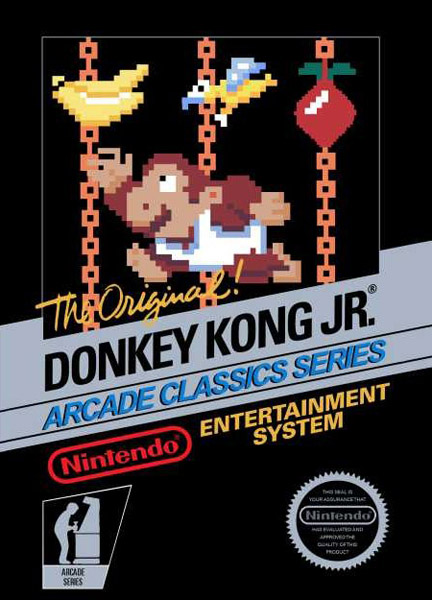 The Original!
DONKEY KONG JR.®
ARCADE CLASSICS SERIES
Nintendo®
ENTERTAINMENT
SYSTEM
ARCADE
SERIES
THIS SEAL IS
YOUR ASSURANCE THAT
Nintendo
HAS EVALUATED AND
APPROVED THE
QUALITY OF THIS
PRODUCT